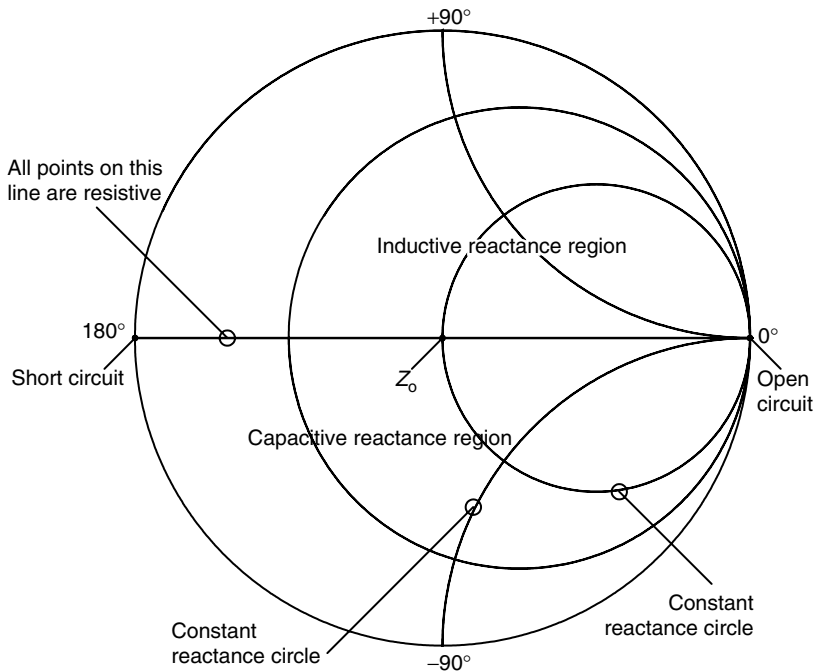 +90°
All points on this
line are resistive
Inductive reactance region
180°
0°
Short circuit
Zo
Open
circuit
Capacitive reactance region
Constant
reactance circle
Constant
reactance circle
−90°